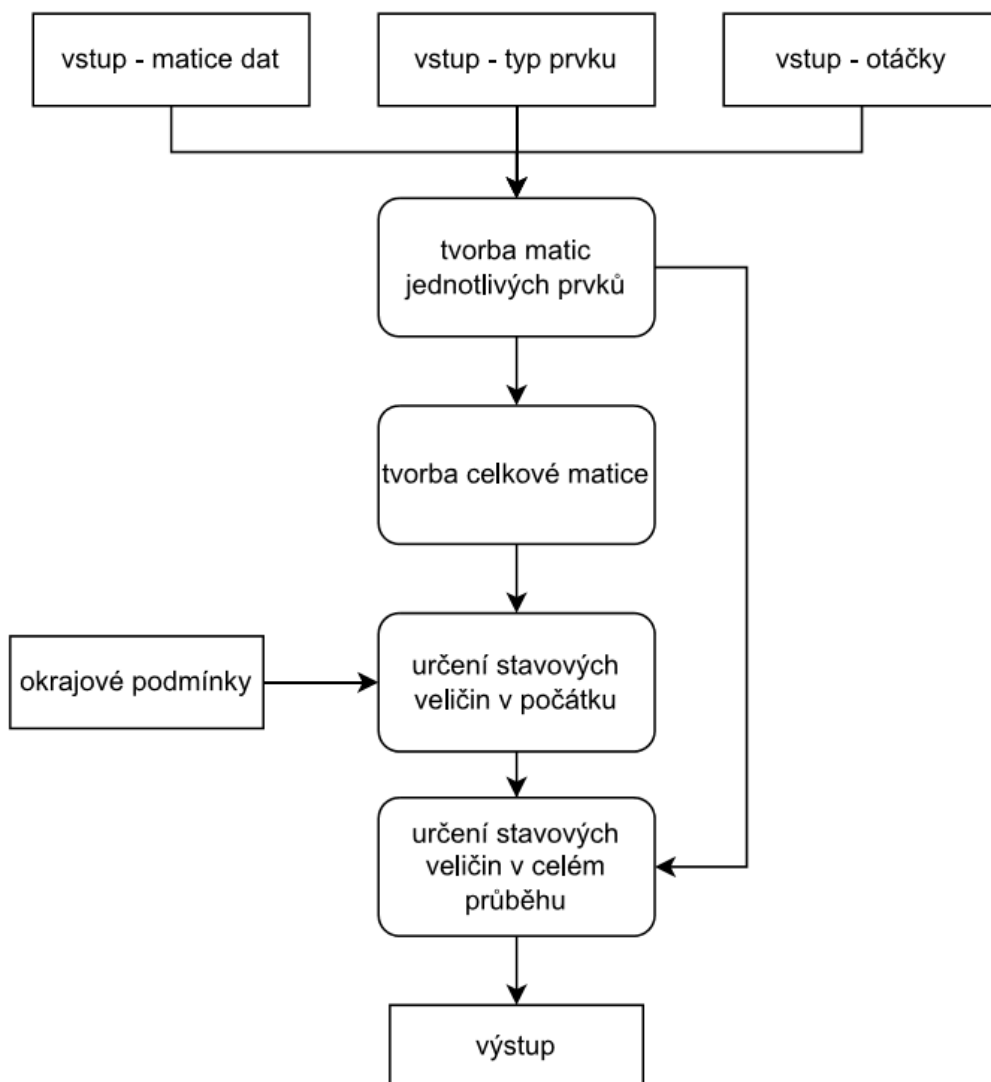 vstup - matice dat
vstup - typ prvku
vstup - otáčky
tvorba matic
jednotlivých prvků
tvorba celkové matice
okrajové podmínky
určení stavových
veličin v počátku
určení stavových
veličin v celém
průběhu
výstup